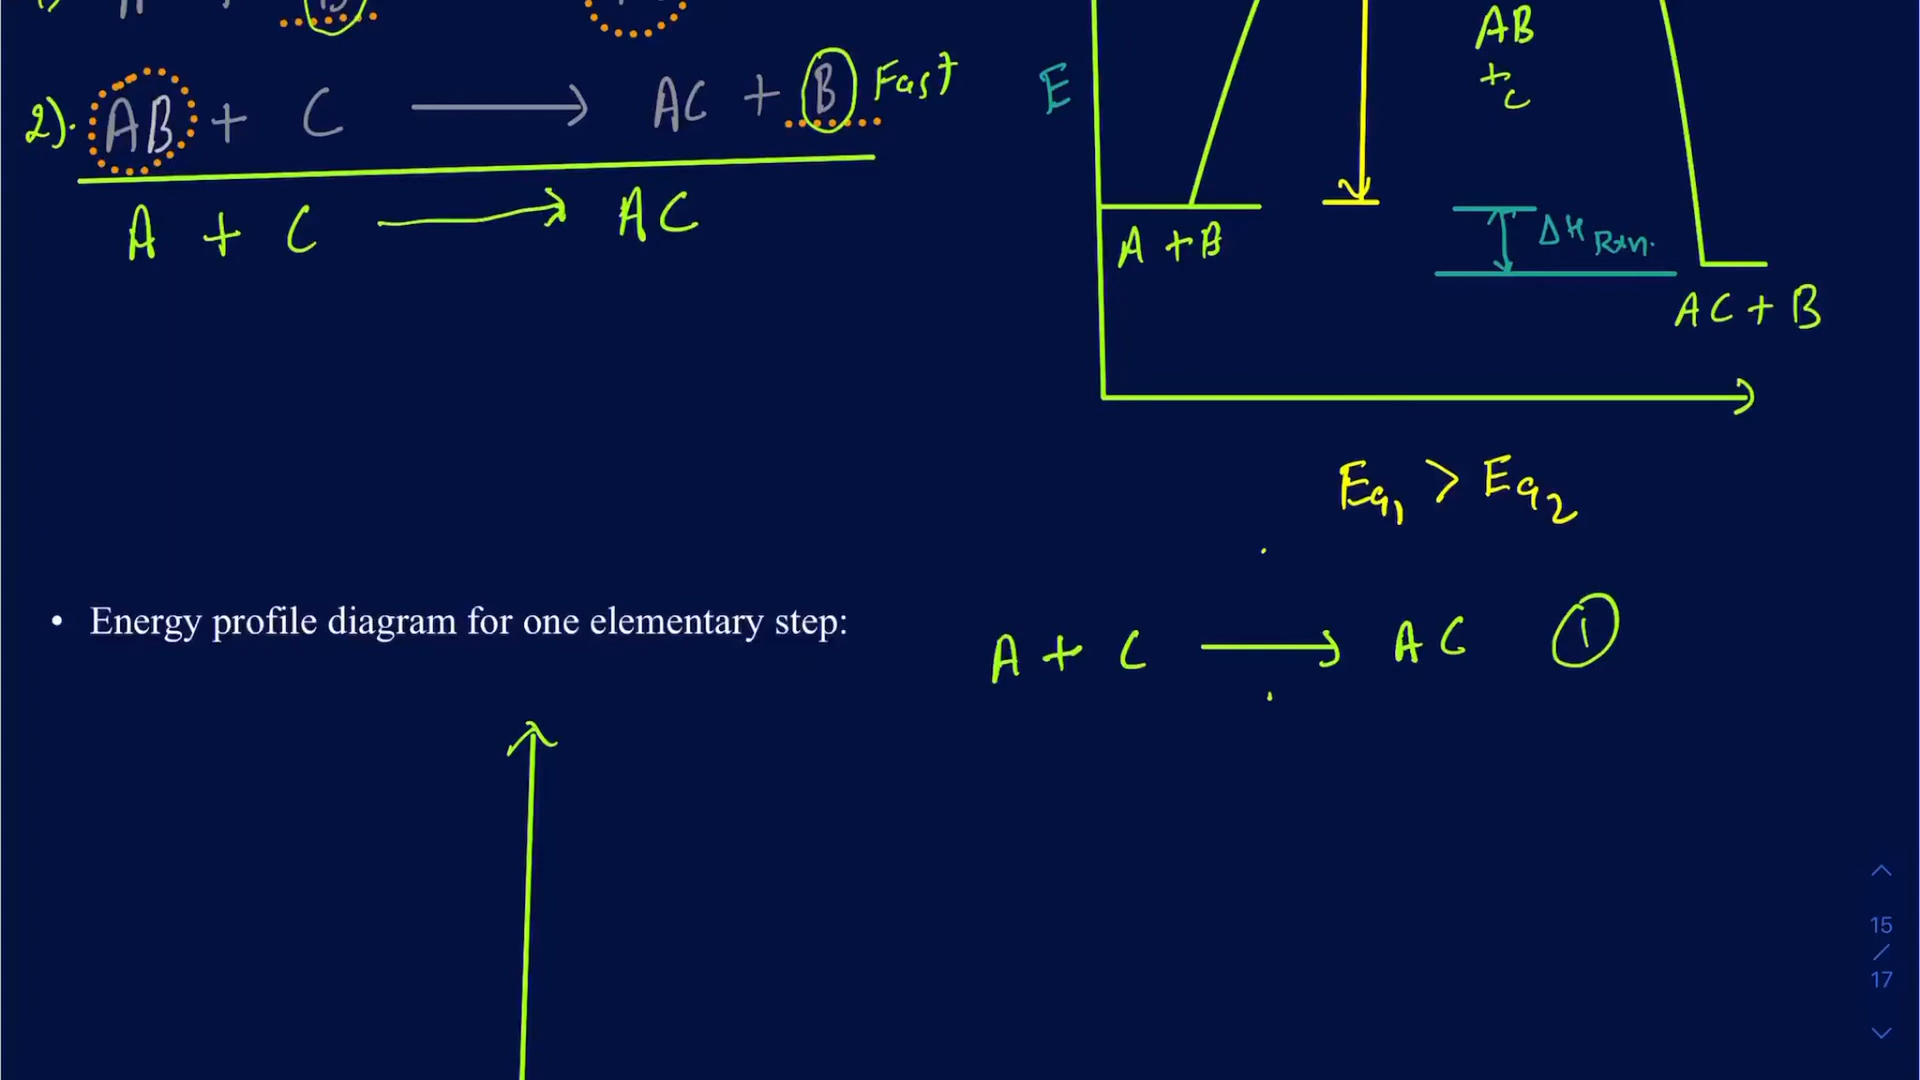 2). AB + C ⟶ AC + B Fast
A + C ⟶ AC
E
AB
+
C
A + B
ΔH Rxn.
AC + B
Ea1 > Ea2
• Energy profile diagram for one elementary step:
A + C ⟶ AC ①
15
/
17